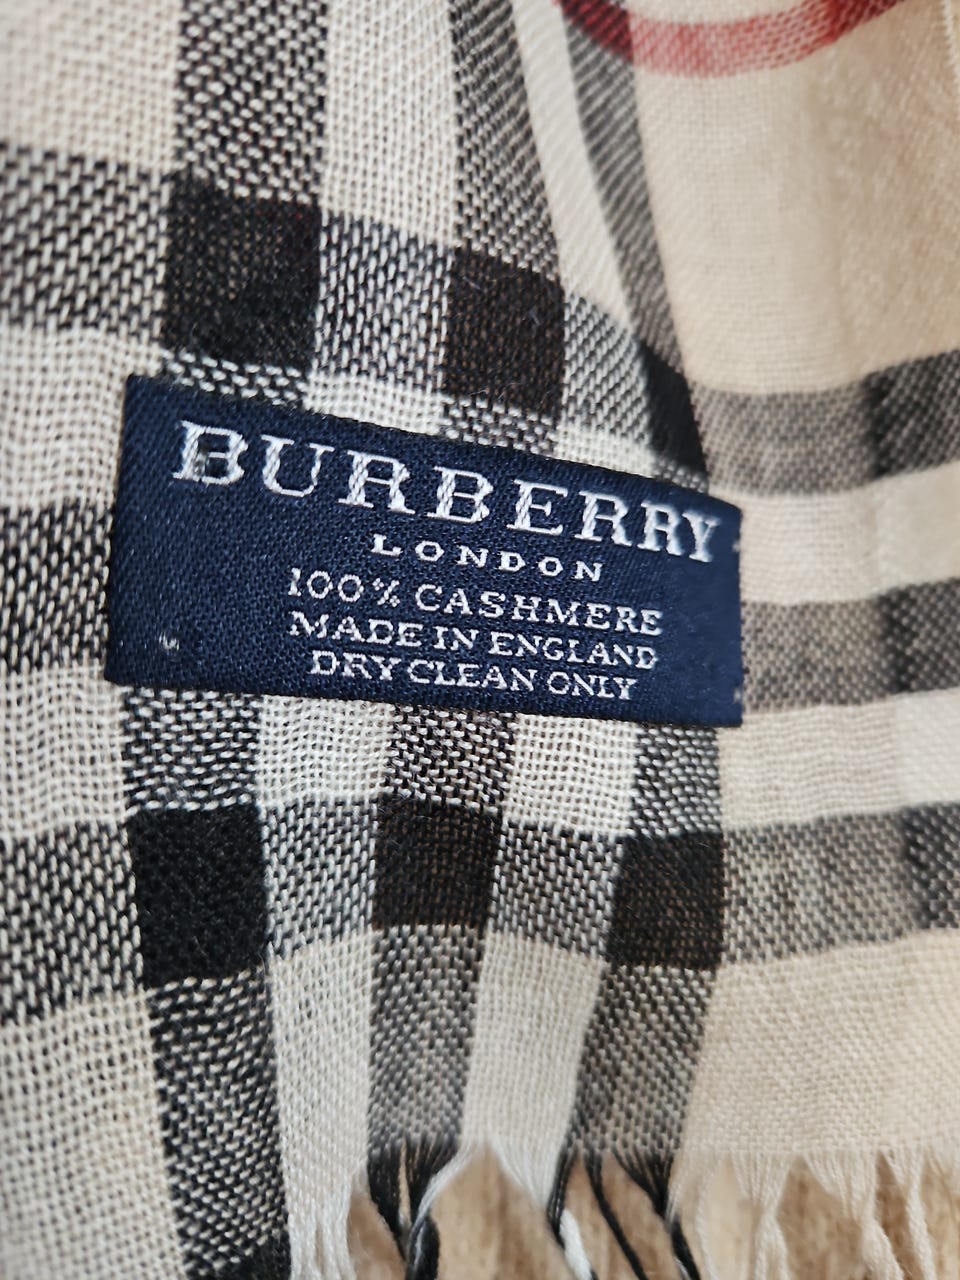 BURBERRY
LONDON
100% CASHMERE
MADE IN ENGLAND
DRY CLEAN ONLY